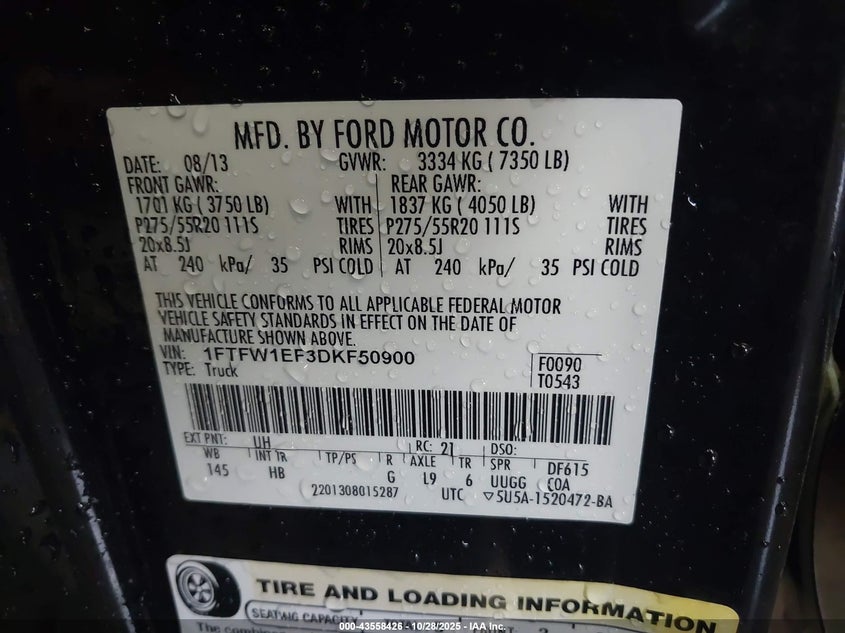 MFD. BY FORD MOTOR CO.
DATE: 08/13 GVWR: 3334 KG ( 7350 LB)
FRONT GAWR: REAR GAWR:
1701 KG ( 3750 LB) WITH 1837 KG ( 4050 LB) WITH
P275/55R20 111S TIRES P275/55R20 111S TIRES
20x8.5J RIMS 20x8.5J RIMS
AT 240 kPa/ 35 PSI COLD AT 240 kPa/ 35 PSI COLD
THIS VEHICLE CONFORMS TO ALL APPLICABLE FEDERAL MOTOR
VEHICLE SAFETY STANDARDS IN EFFECT ON THE DATE OF
MANUFACTURE SHOWN ABOVE.
VIN: 1FTFW1EF3DKF50900 F0090
TYPE: Truck T0543
EXT PNT: UH RC: 21 DSO:
WB INT TR TP/PS R AXLE TR SPR DF615
145 HB G L9 6 UUGG COA
2201308015287 UTC ▽5U5A-1520472-BA
TIRE AND LOADING INFORMATION
SEATING CAPACITY
The
000-43558426 - 10/28/2025 - IAA Inc.